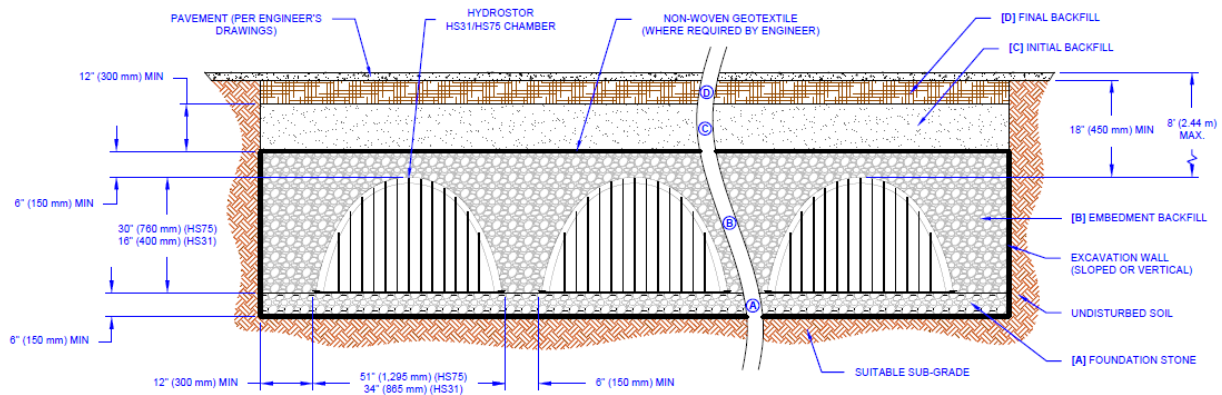 PAVEMENT (PER ENGINEER'S
DRAWINGS)
HYDROSTOR
HS31/HS75 CHAMBER
NON-WOVEN GEOTEXTILE
(WHERE REQUIRED BY ENGINEER)
[D] FINAL BACKFILL
[C] INITIAL BACKFILL
12" (300 mm) MIN
D
C
18" (450 mm) MIN
8' (2.44 m)
MAX.
6" (150 mm) MIN
30" (760 mm) (HS75)
16" (400 mm) (HS31)
B
[B] EMBEDMENT BACKFILL
EXCAVATION WALL
(SLOPED OR VERTICAL)
A
UNDISTURBED SOIL
6" (150 mm) MIN
[A] FOUNDATION STONE
12" (300 mm) MIN
51" (1,295 mm) (HS75)
34" (865 mm) (HS31)
6" (150 mm) MIN
SUITABLE SUB-GRADE